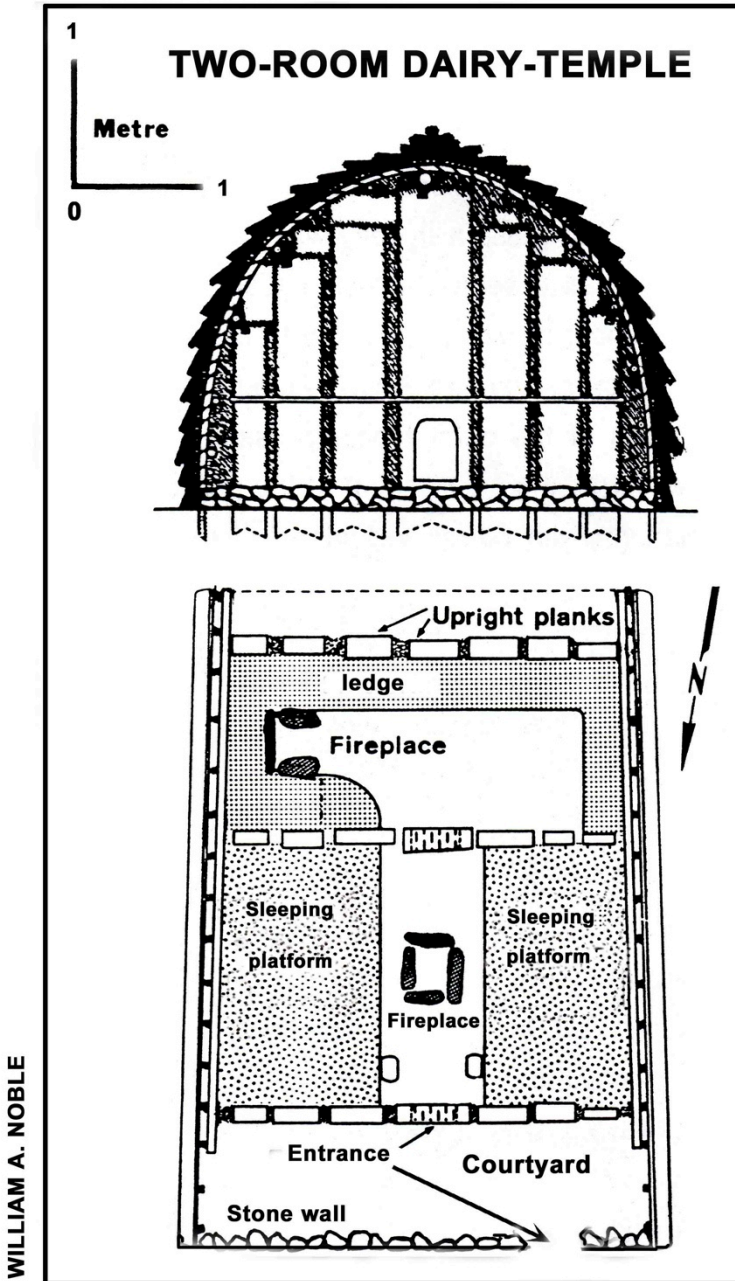 1
TWO-ROOM DAIRY-TEMPLE
Metre
0
1
Upright planks
ledge
Fireplace
N
Sleeping
platform
Sleeping
platform
Fireplace
Entrance
Courtyard
Stone wall
WILLIAM A. NOBLE